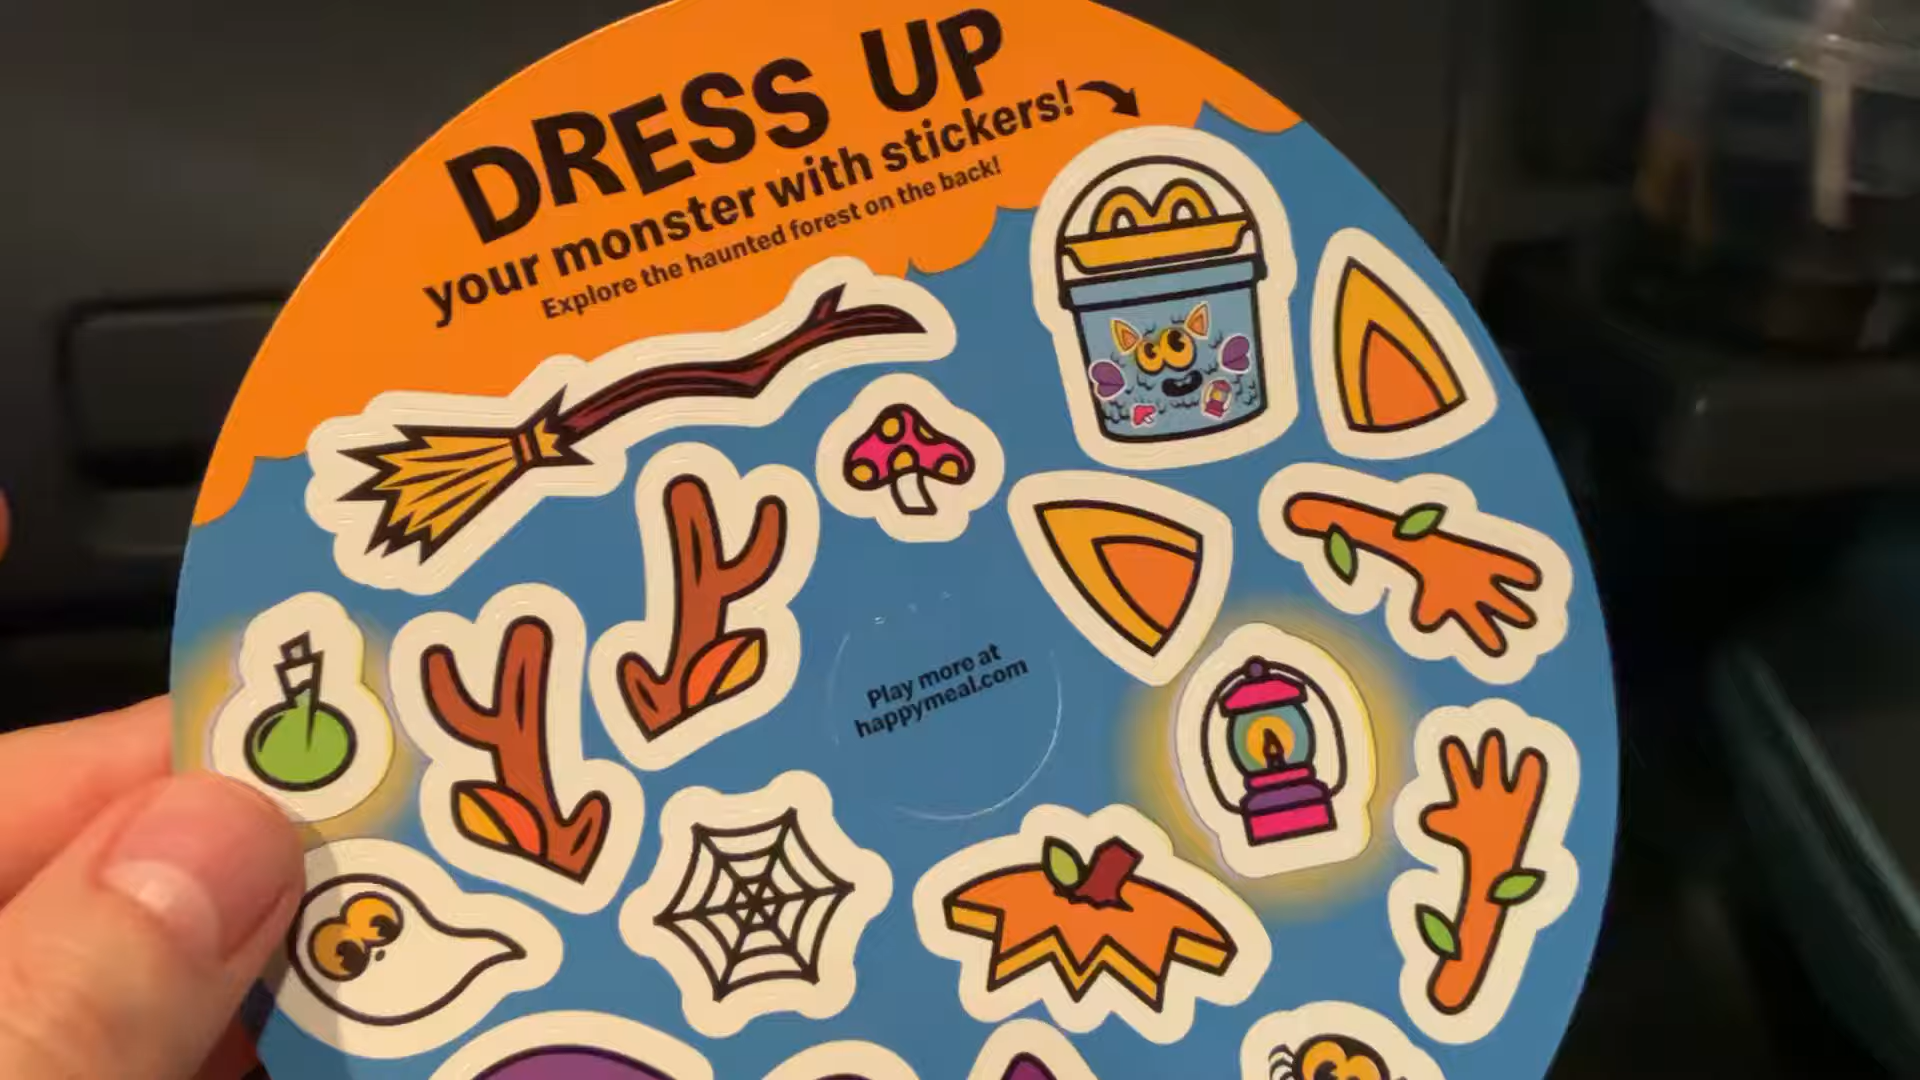 DRESS UP
your monster with stickers!
Explore the haunted forest on the back!
Play more at
happymeal.com